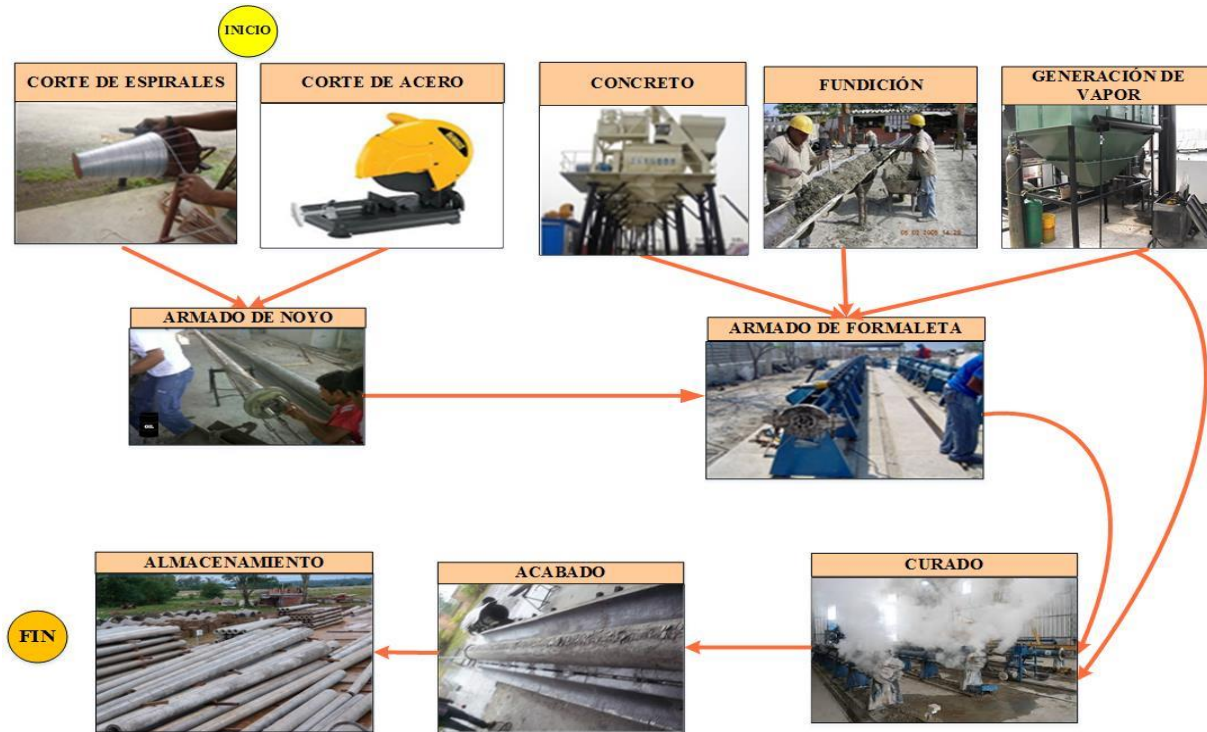 INICIO
CORTE DE ESPIRALES
CORTE DE ACERO
CONCRETO
FUNDICIÓN
GENERACIÓN DE
VAPOR
ARMADO DE NOYO
ARMADO DE FORMALETA
OIL
ALMACENAMIENTO
ACABADO
CURADO
FIN